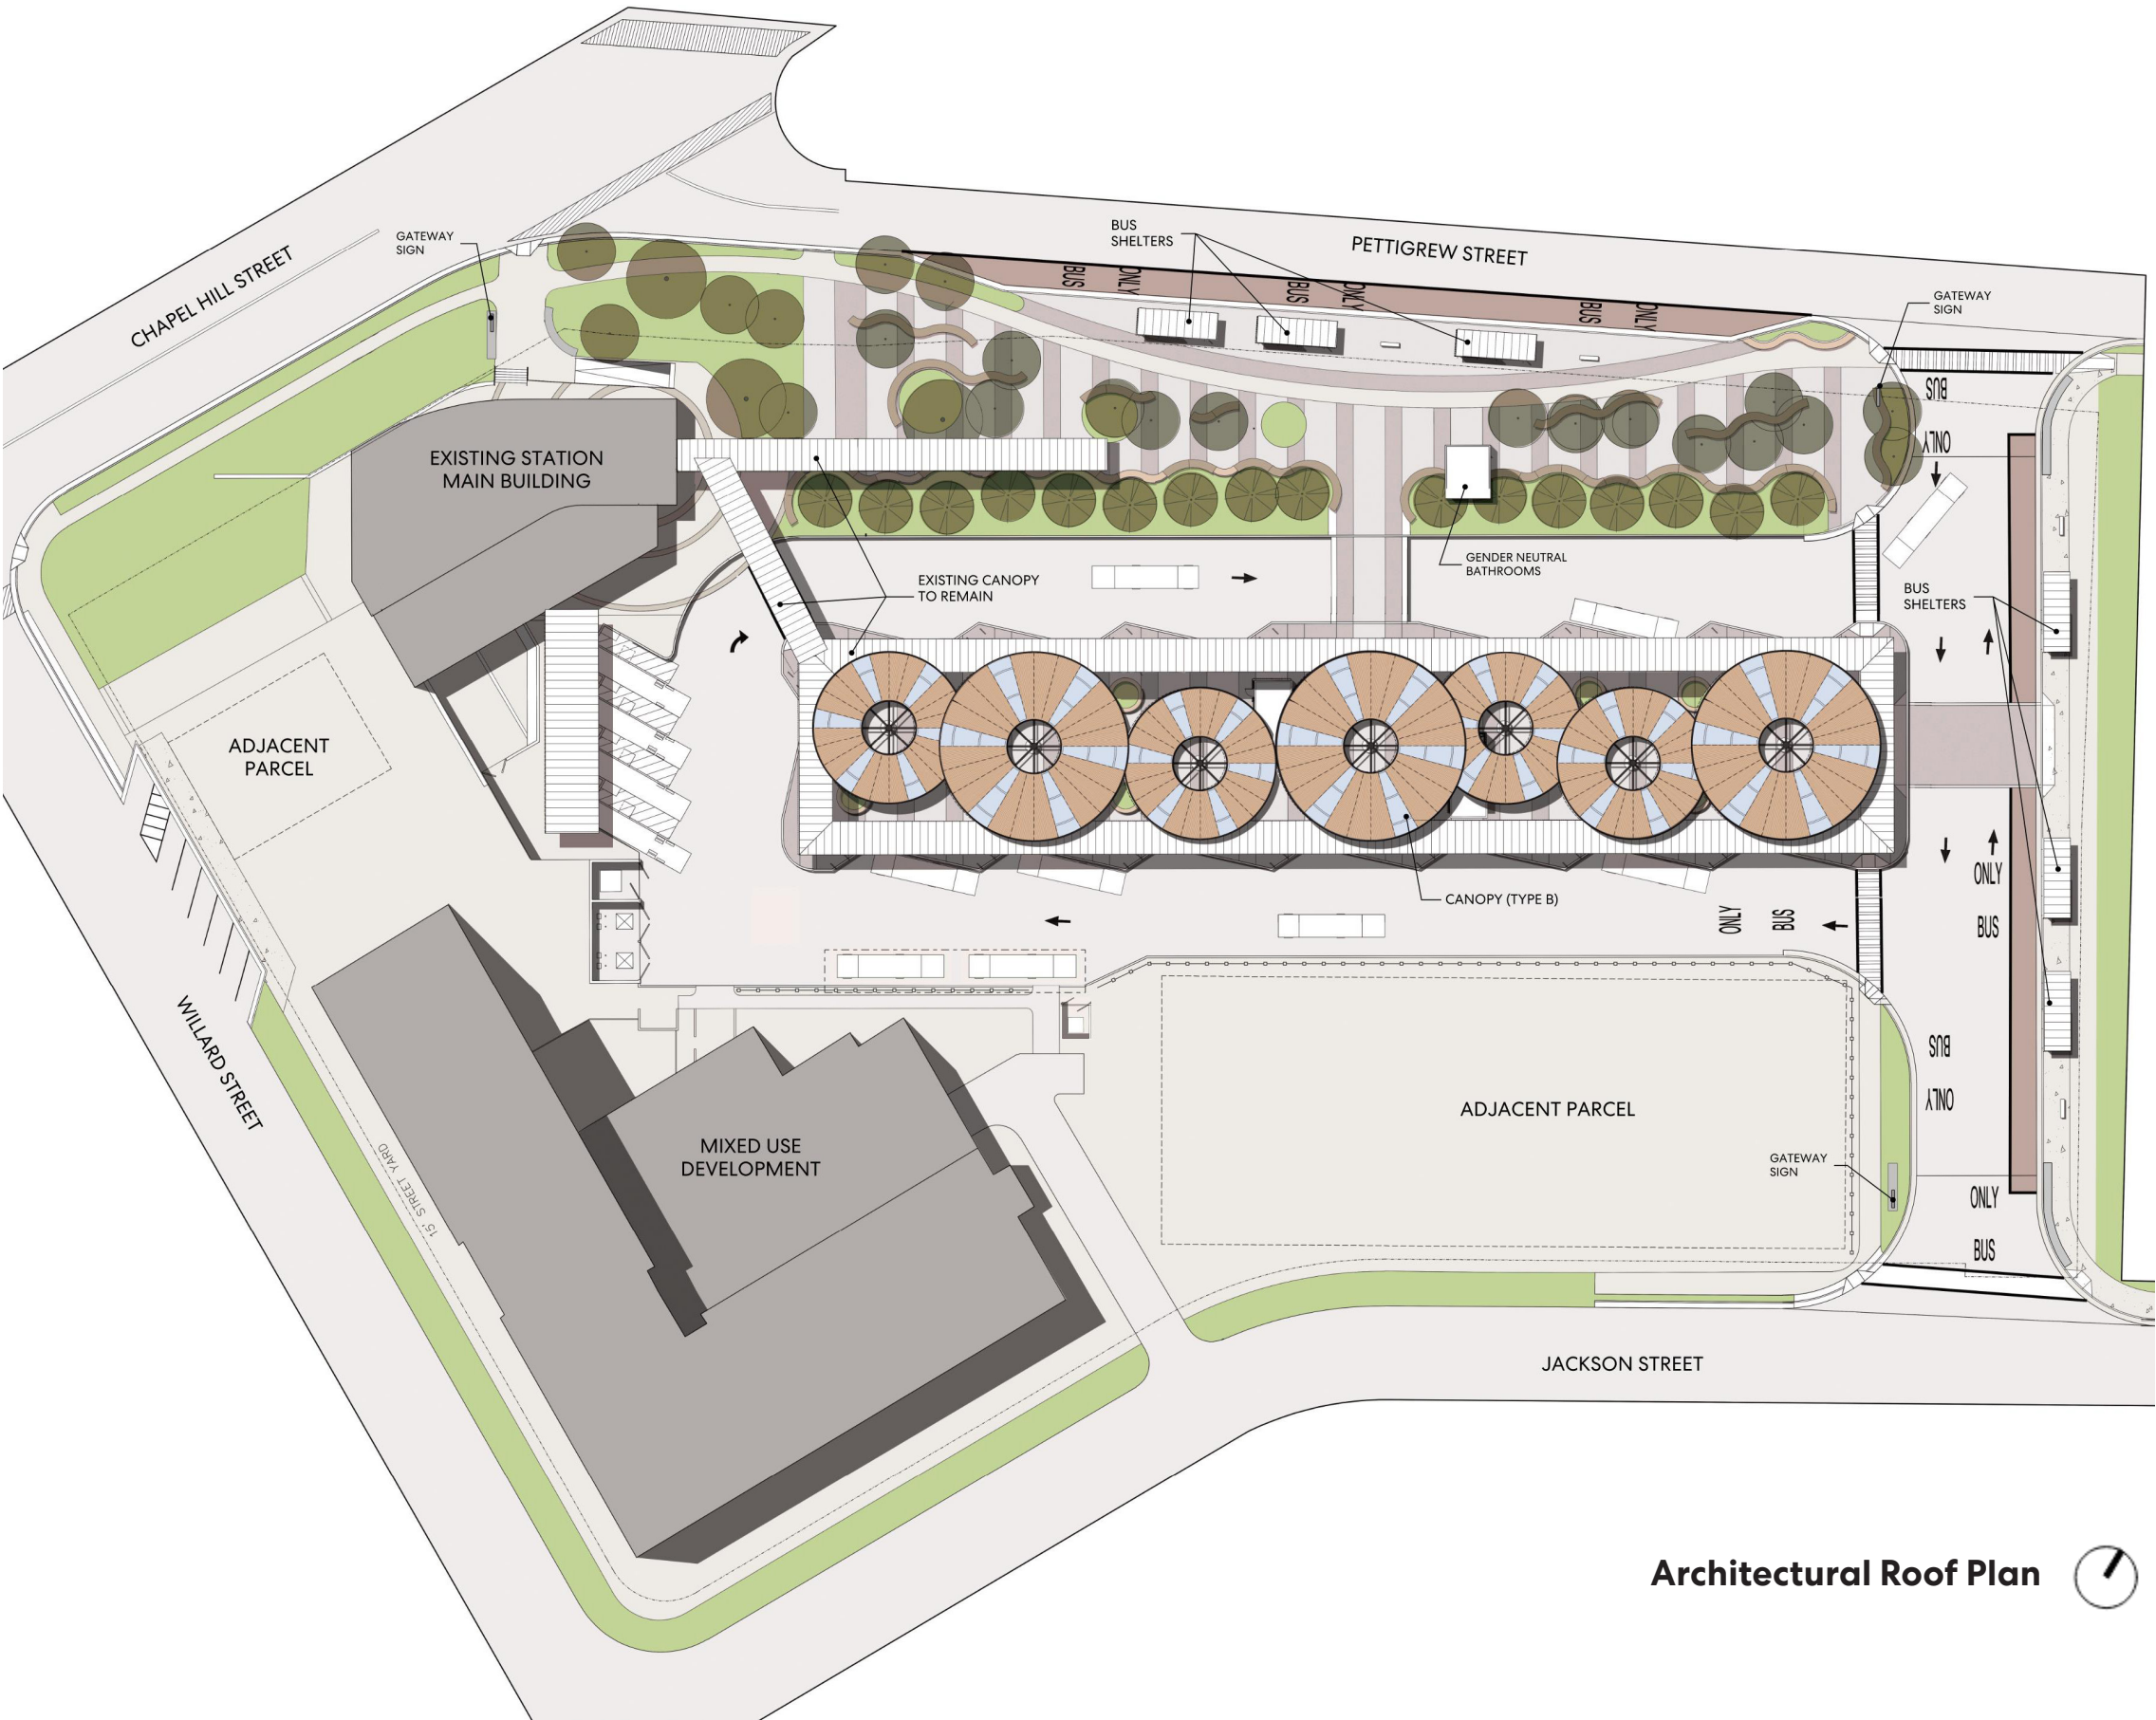 CHAPEL HILL STREET
GATEWAY
SIGN
BUS
SHELTERS
PETTIGREW STREET
BUS
ONLY
BUS
ONLY
BUS
ONLY
GATEWAY
SIGN
BUS
ONLY
EXISTING STATION
MAIN BUILDING
GENDER NEUTRAL
BATHROOMS
EXISTING CANOPY
TO REMAIN
BUS
SHELTERS
ADJACENT
PARCEL
CANOPY (TYPE B)
ONLY
BUS
ONLY
BUS
WILLARD STREET
15' STREET YARD
MIXED USE
DEVELOPMENT
ADJACENT PARCEL
BUS
ONLY
GATEWAY
SIGN
ONLY
BUS
JACKSON STREET
Architectural Roof Plan